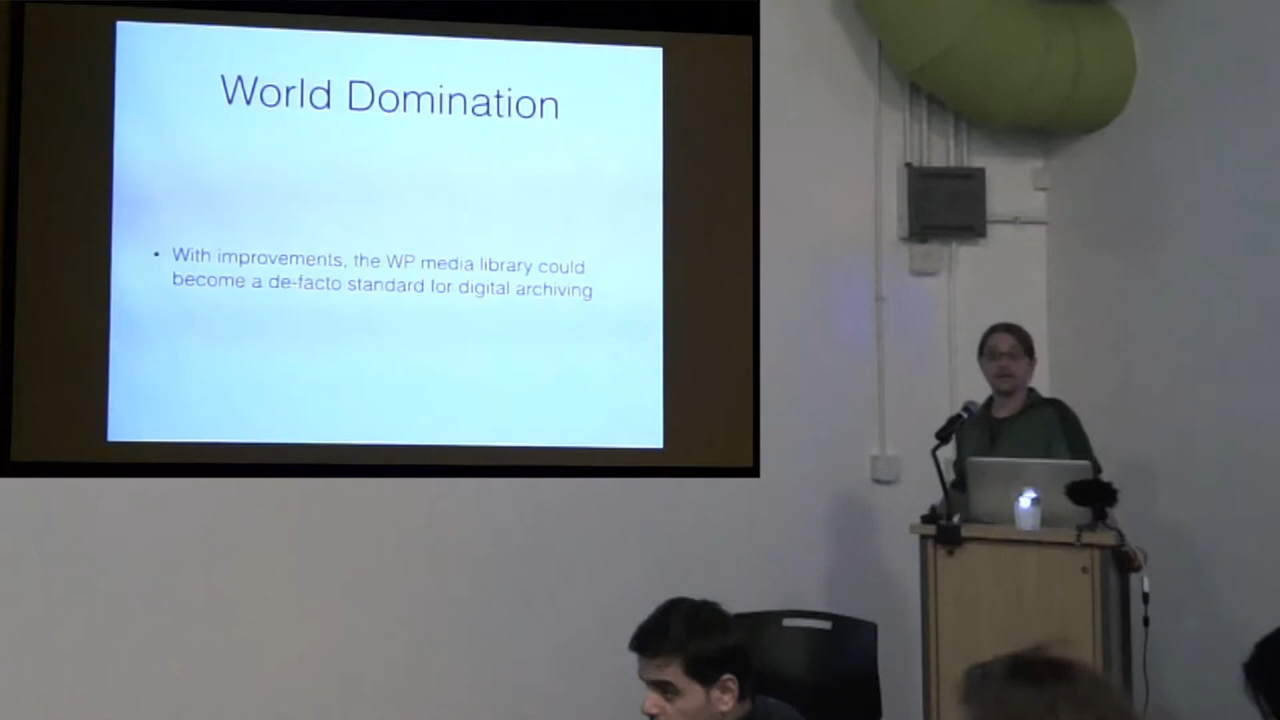 World Domination
• With improvements, the WP media library could
become a de-facto standard for digital archiving